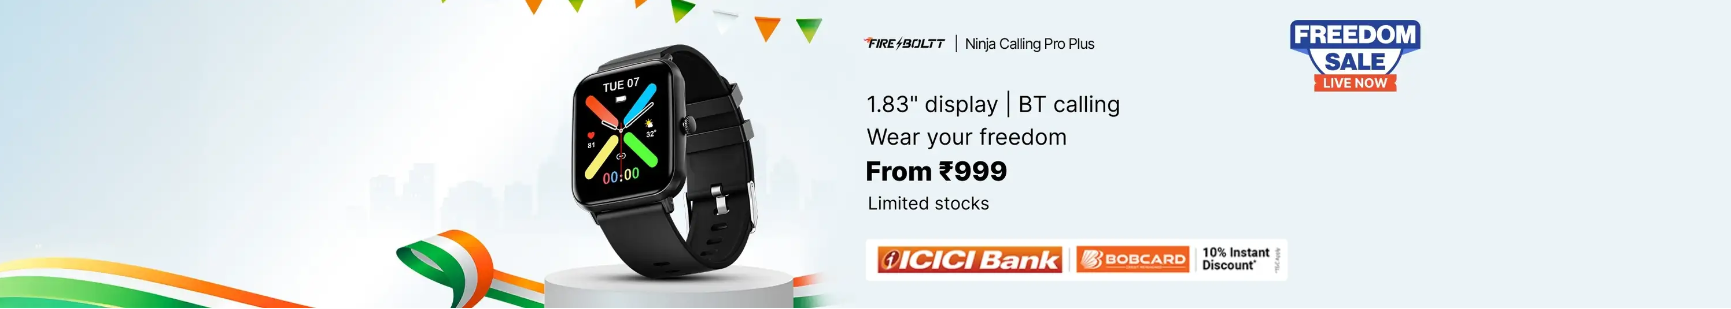 FIRE-BOLTT | Ninja Calling Pro Plus
FREEDOM
SALE
LIVE NOW
TUE 07
81
32°
00:00
1.83" display | BT calling
Wear your freedom
From ₹999
Limited stocks
ICICI Bank
BOBCARD
10% Instant
Discount*